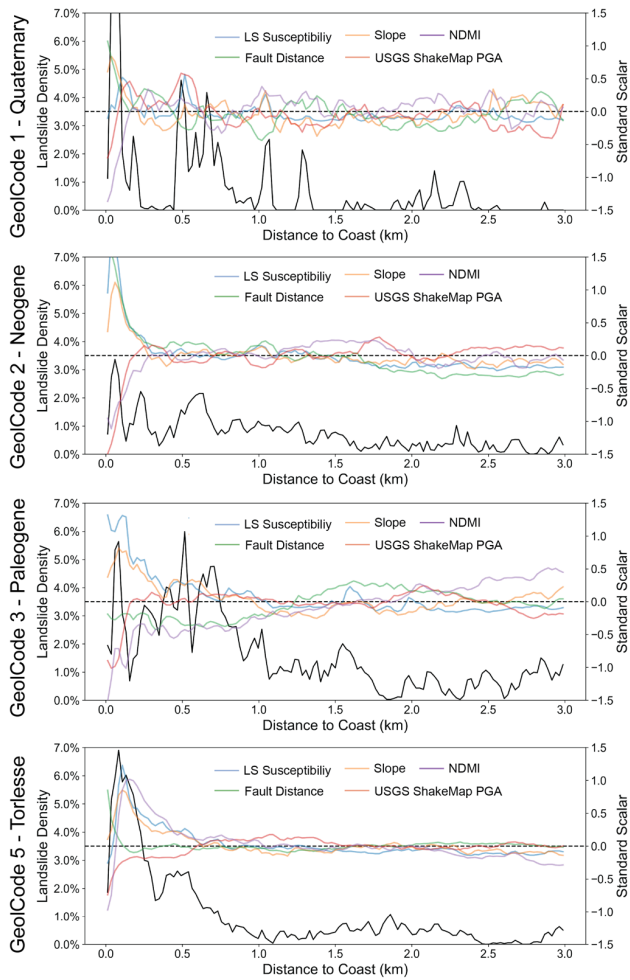 GeolCode 1 - Quaternary
Landslide Density
7.0%
6.0%
5.0%
4.0%
3.0%
2.0%
1.0%
0.0%
LS Susceptibiliy Slope NDMI
Fault Distance USGS ShakeMap PGA
1.5
1.0
0.5
0.0
−0.5
−1.0
−1.5
Standard Scalar
0.0 0.5 1.0 1.5 2.0 2.5 3.0
Distance to Coast (km)
GeolCode 2 - Neogene
Landslide Density
7.0%
6.0%
5.0%
4.0%
3.0%
2.0%
1.0%
0.0%
LS Susceptibiliy Slope NDMI
Fault Distance USGS ShakeMap PGA
1.5
1.0
0.5
0.0
−0.5
−1.0
−1.5
Standard Scalar
0.0 0.5 1.0 1.5 2.0 2.5 3.0
Distance to Coast (km)
GeolCode 3 - Paleogene
Landslide Density
7.0%
6.0%
5.0%
4.0%
3.0%
2.0%
1.0%
0.0%
LS Susceptibiliy Slope NDMI
Fault Distance USGS ShakeMap PGA
1.5
1.0
0.5
0.0
−0.5
−1.0
−1.5
Standard Scalar
0.0 0.5 1.0 1.5 2.0 2.5 3.0
Distance to Coast (km)
GeolCode 5 - Torlesse
Landslide Density
7.0%
6.0%
5.0%
4.0%
3.0%
2.0%
1.0%
0.0%
LS Susceptibiliy Slope NDMI
Fault Distance USGS ShakeMap PGA
1.5
1.0
0.5
0.0
−0.5
−1.0
−1.5
Standard Scalar
0.0 0.5 1.0 1.5 2.0 2.5 3.0
Distance to Coast (km)